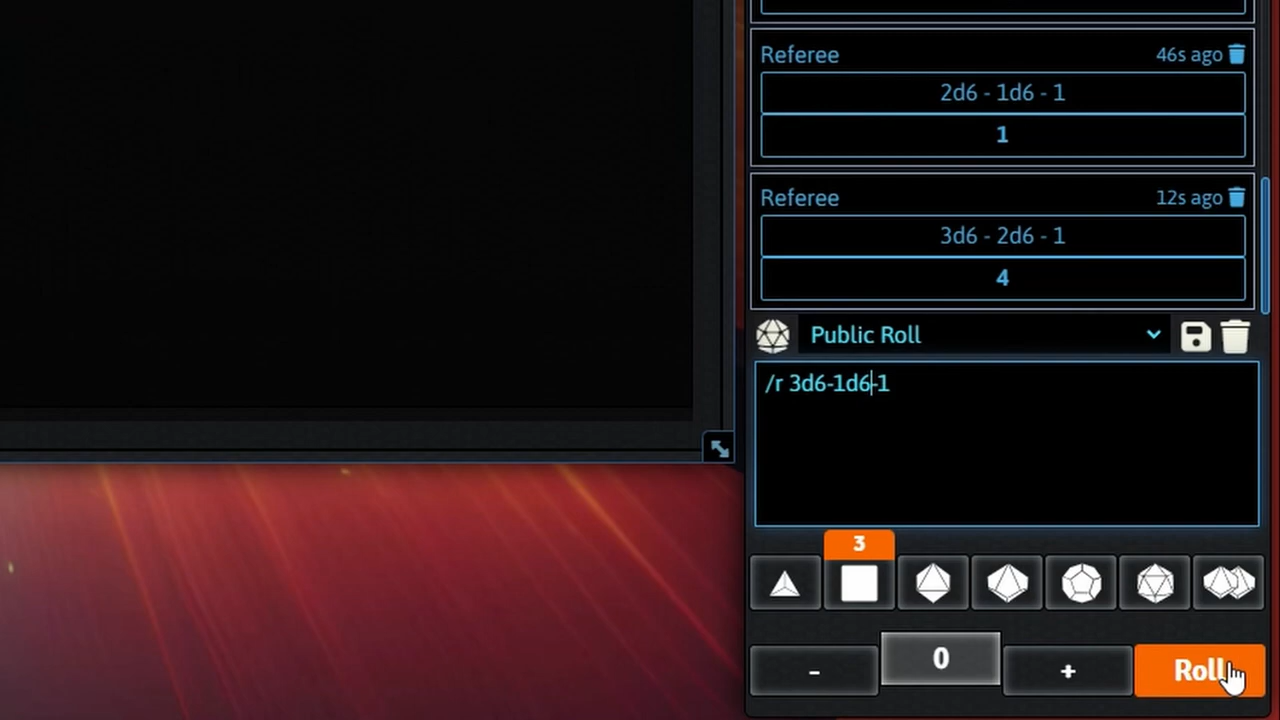 Referee 46s ago
2d6 - 1d6 - 1
1
Referee 12s ago
3d6 - 2d6 - 1
4
Public Roll
/r 3d6-1d6-1
3
- 0 + Roll